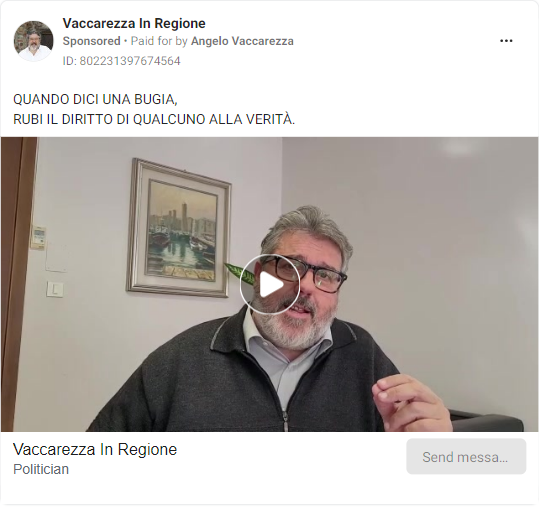 Vaccarezza In Regione
Sponsored • Paid for by Angelo Vaccarezza
ID: 802231397674564
QUANDO DICI UNA BUGIA,
RUBI IL DIRITTO DI QUALCUNO ALLA VERITÀ.
Vaccarezza In Regione
Politician
Send messa...